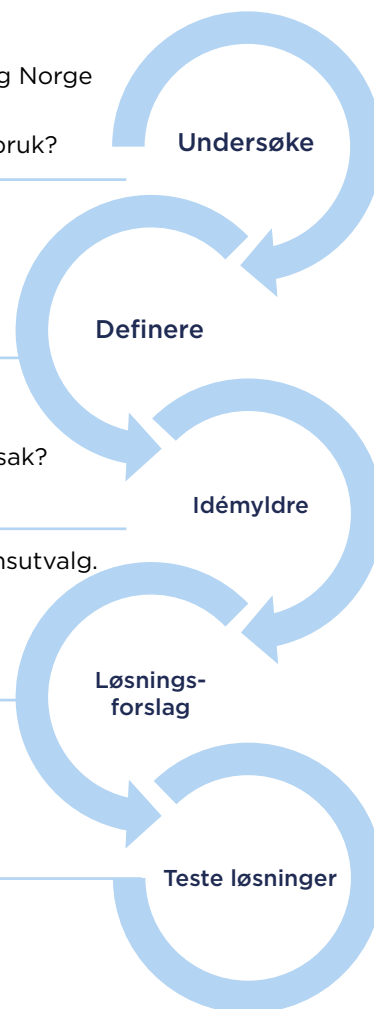 g Norge
Undersøke
bruk?
Definere
sak?
Idémyldre
nsutvalg.
Løsnings-
forslag
Teste løsninger